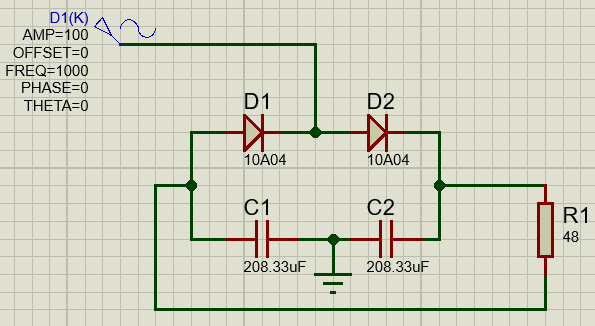 D1(K)
AMP=100
OFFSET=0
FREQ=1000
PHASE=0
THETA=0
D1
10A04
D2
10A04
C1
208.33uF
C2
208.33uF
R1
48